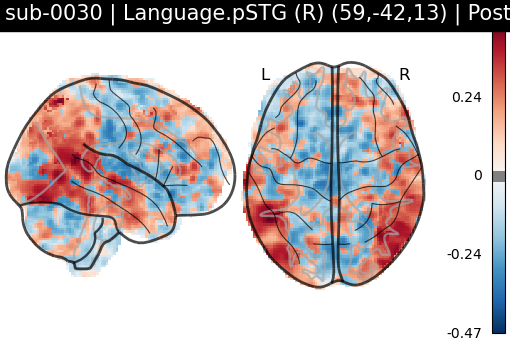 sub-0030 | Language.pSTG (R) (59,-42,13) | Post
L
R
0.24
0
-0.24
-0.47